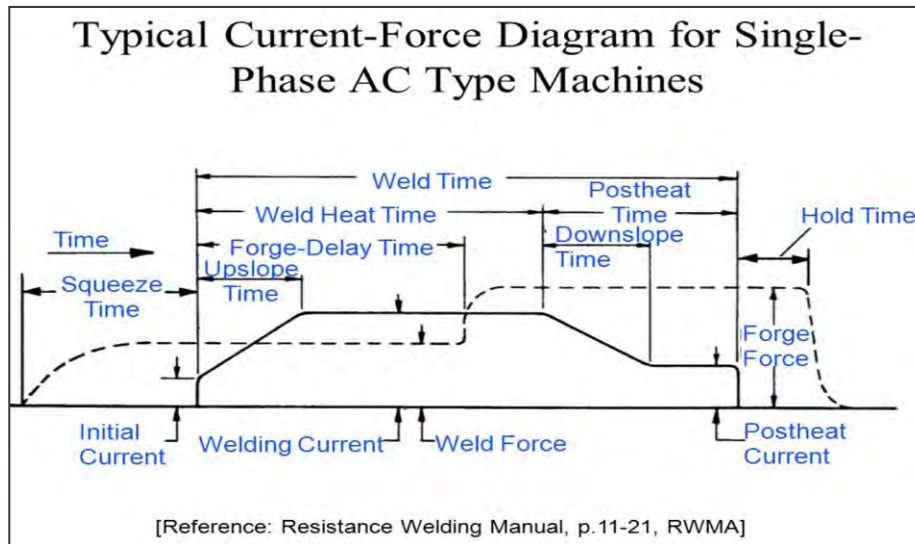 Typical Current-Force Diagram for Single-
Phase AC Type Machines
Weld Time
Postheat
Time
Weld Heat Time
Hold Time
Time
Forge-Delay Time
Downslope
Time
Upslope
Time
Squeeze
Time
Forge
Force
Initial
Current
Welding Current
Weld Force
Postheat
Current
[Reference: Resistance Welding Manual, p.11-21, RWMA]